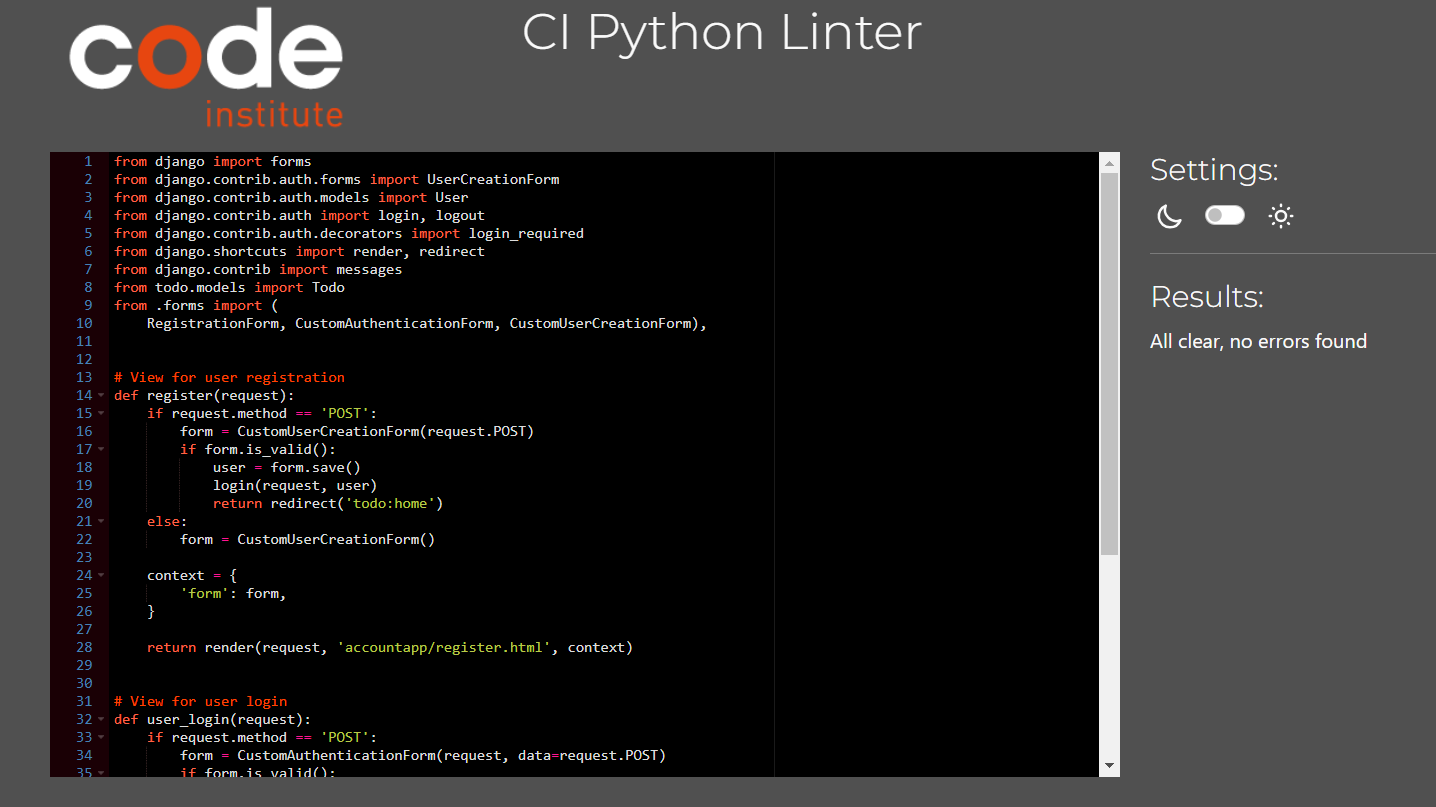 code
institute
CI Python Linter
1 from django import forms
2 from django.contrib.auth.forms import UserCreationForm
3 from django.contrib.auth.models import User
4 from django.contrib.auth import login, logout
5 from django.contrib.auth.decorators import login_required
6 from django.shortcuts import render, redirect
7 from django.contrib import messages
8 from todo.models import Todo
9 from .forms import (
10     RegistrationForm, CustomAuthenticationForm, CustomUserCreationForm),
11
12
13 # View for user registration
14 def register(request):
15     if request.method == 'POST':
16         form = CustomUserCreationForm(request.POST)
17         if form.is_valid():
18             user = form.save()
19             login(request, user)
20             return redirect('todo:home')
21     else:
22         form = CustomUserCreationForm()
23
24     context = {
25         'form': form,
26     }
27
28     return render(request, 'accountapp/register.html', context)
29
30
31 # View for user login
32 def user_login(request):
33     if request.method == 'POST':
34         form = CustomAuthenticationForm(request, data=request.POST)
35         if form.is_valid():
Settings:
Results:
All clear, no errors found